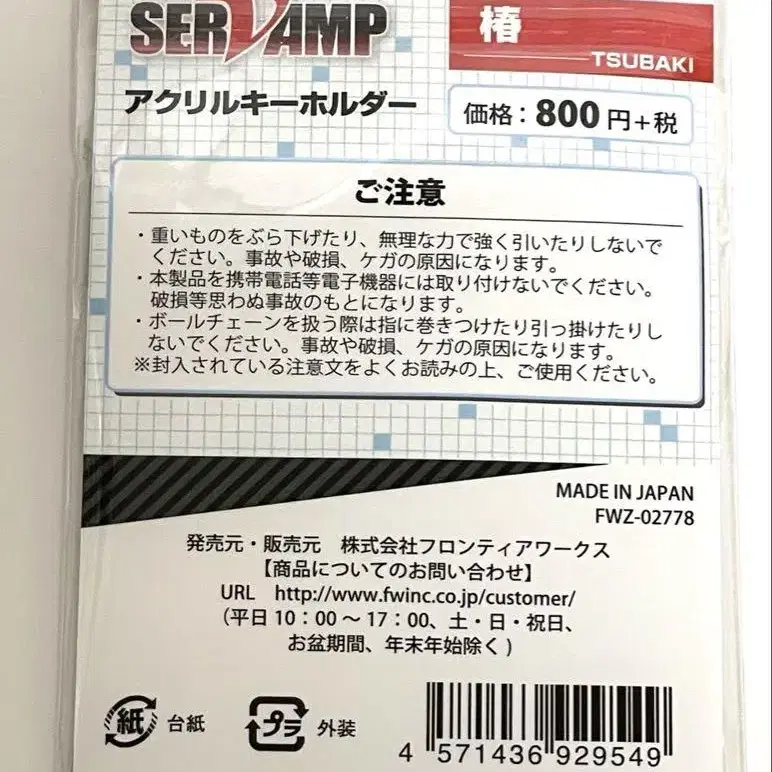 SERVAMP
椿
TSUBAKI
アクリルキーホルダー
価格：800円+税
ご注意
・重いものをぶら下げたり、無理な力で強く引いたりしないで
ください。事故や破損、ケガの原因になります。
・本製品を携帯電話等電子機器には取り付けないでください。
破損等思わぬ事故のもとになります。
・ボールチェーンを扱う際は指に巻きつけたり引っ掛けたりし
ないでください。事故や破損、ケガの原因になります。
※封入されている注意文をよくお読みの上、ご使用ください。
MADE IN JAPAN
FWZ-02778
発売元・販売元　株式会社フロンティアワークス
【商品についてのお問い合わせ】
URL　http://www.fwinc.co.jp/customer/
（平日 10：00 ～ 17：00、土・日・祝日、
お盆期間、年末年始除く）
紙 台紙
プラ 外装
4 571436 929549